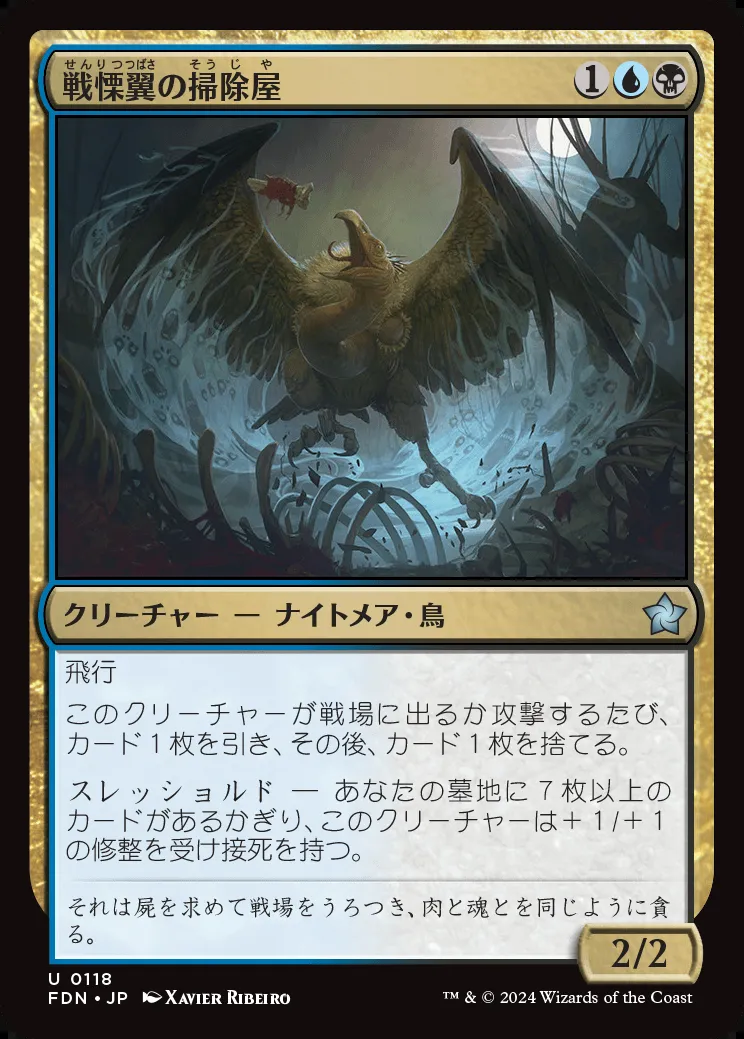 せんりつつばさ そうじや
戦慄翼の掃除屋 1
クリーチャー — ナイトメア・鳥
飛行
このクリーチャーが戦場に出るか攻撃するたび、
カード１枚を引き、その後、カード１枚を捨てる。
スレッショルド — あなたの墓地に７枚以上の
カードがあるかぎり、このクリーチャーは＋１/＋１
の修整を受け接死を持つ。
それは屍を求めて戦場をうろつき、肉と魂とを同じように貪
る。
2/2
U 0118
FDN • JP Xavier Ribeiro
™ & © 2024 Wizards of the Coast